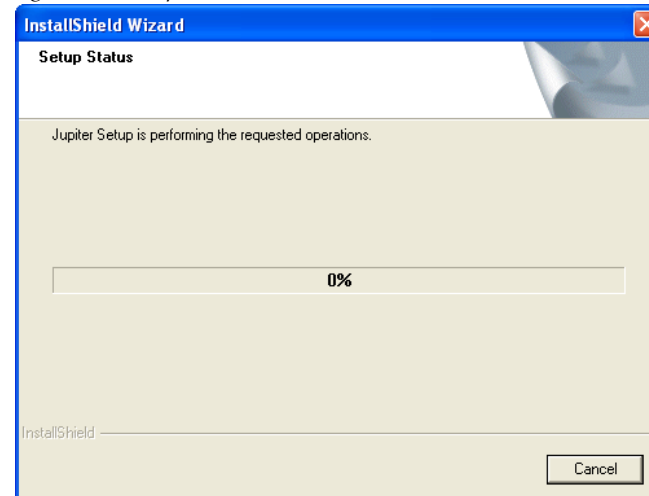 InstallShield Wizard
Setup Status
Jupiter Setup is performing the requested operations.
0%
InstallShield
Cancel